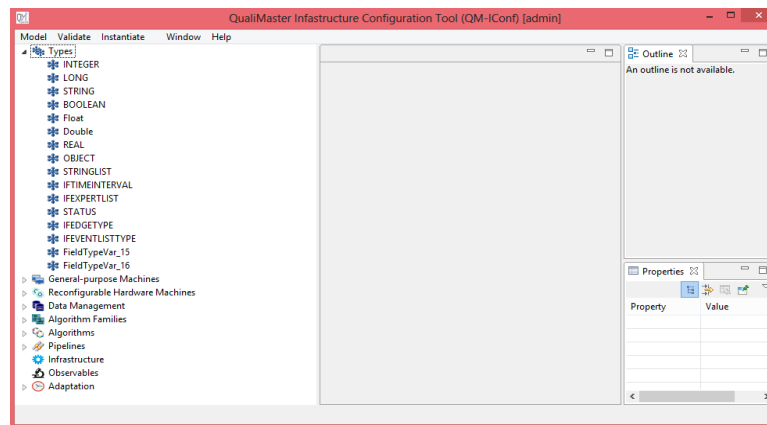 QM QualiMaster Infastructure Configuration Tool (QM-IConf) [admin]
Model Validate Instantiate Window Help
Types
INTEGER
LONG
STRING
BOOLEAN
Float
Double
REAL
OBJECT
STRINGLIST
IFTIMEINTERVAL
IFEXPERTLIST
STATUS
IFEDGETYPE
IFEVENTLISTTYPE
FieldTypeVar_15
FieldTypeVar_16
General-purpose Machines
Reconfigurable Hardware Machines
Data Management
Algorithm Families
Algorithms
Pipelines
Infrastructure
Observables
Adaptation
Outline
An outline is not available.
Properties
Property Value